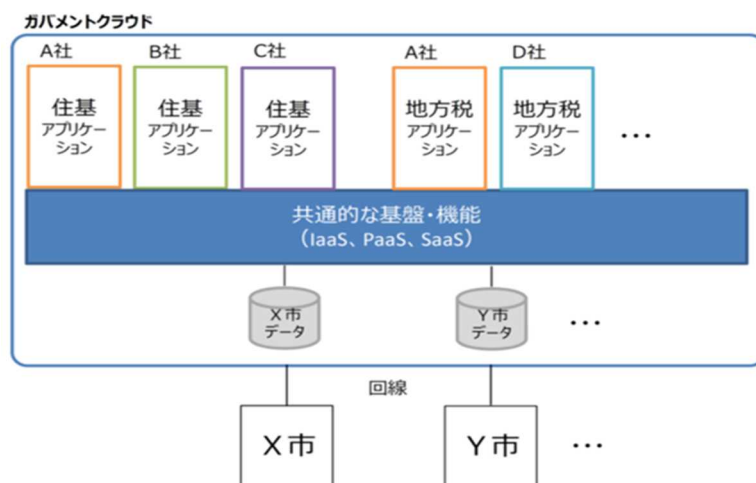 ガバメントクラウド
A社
B社
C社
A社
D社
住基
アプリケー
ション
住基
アプリケー
ション
住基
アプリケー
ション
地方税
アプリケー
ション
地方税
アプリケー
ション
…
共通的な基盤・機能
（IaaS、PaaS、SaaS）
X市
データ
Y市
データ
…
回線
X市
Y市
…